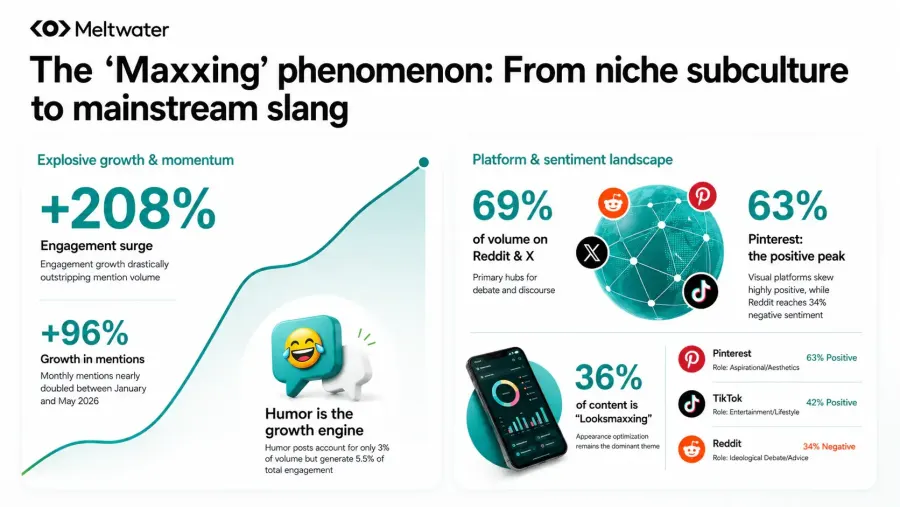 Meltwater
The ‘Maxxing’ phenomenon: From niche subculture
to mainstream slang
Explosive growth & momentum
+208%
Engagement surge
Engagement growth drastically
outstripping mention volume
+96%
Growth in mentions
Monthly mentions nearly
doubled between January
and May 2026
Humor is the
growth engine
Humor posts account for only 3%
of volume but generate 5.5% of
total engagement
Platform & sentiment landscape
69%
of volume on
Reddit & X
Primary hubs for
debate and discourse
63%
Pinterest:
the positive peak
Visual platforms skew
highly positive, while
Reddit reaches 34%
negative sentiment
36%
of content is
“Looksmaxxing”
Appearance optimization
remains the dominant theme
Pinterest
63% Positive
Role: Aspirational/Aesthetics
TikTok
42% Positive
Role: Entertainment/Lifestyle
Reddit
34% Negative
Role: Ideological Debate/Advice